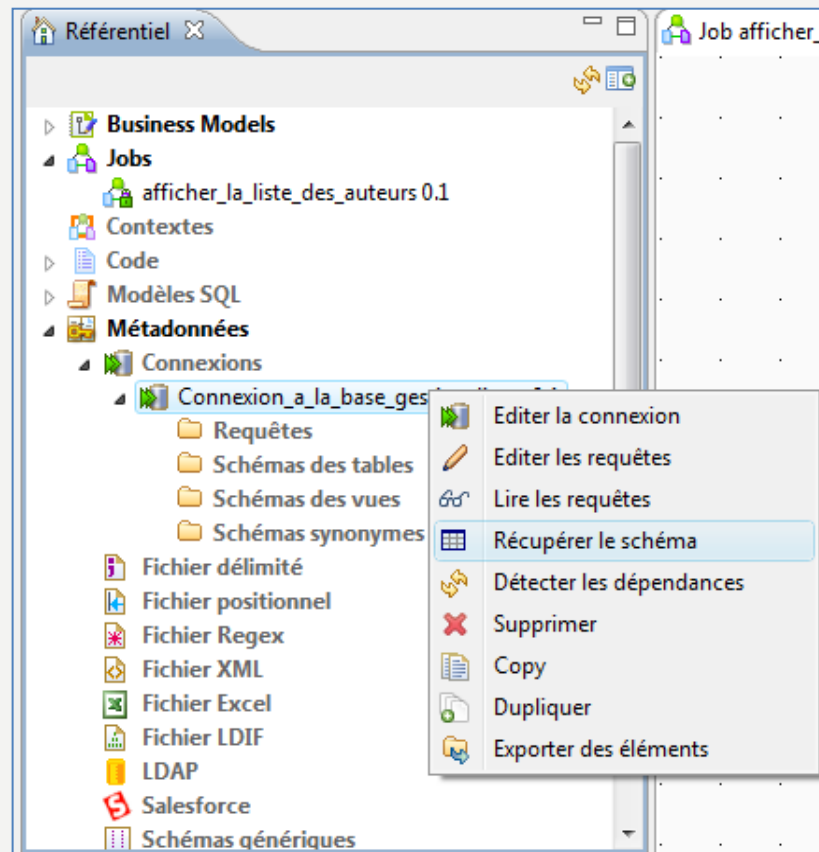 Référentiel
Job afficher_
Business Models
Jobs
afficher_la_liste_des_auteurs 0.1
Contextes
Code
Modèles SQL
Métadonnées
Connexions
Connexion_a_la_base_ges
Requêtes
Schémas des tables
Schémas des vues
Schémas synonymes
Fichier délimité
Fichier positionnel
Fichier Regex
Fichier XML
Fichier Excel
Fichier LDIF
LDAP
Salesforce
Schémas génériques
Editer la connexion
Editer les requêtes
Lire les requêtes
Récupérer le schéma
Détecter les dépendances
Supprimer
Copy
Dupliquer
Exporter des éléments